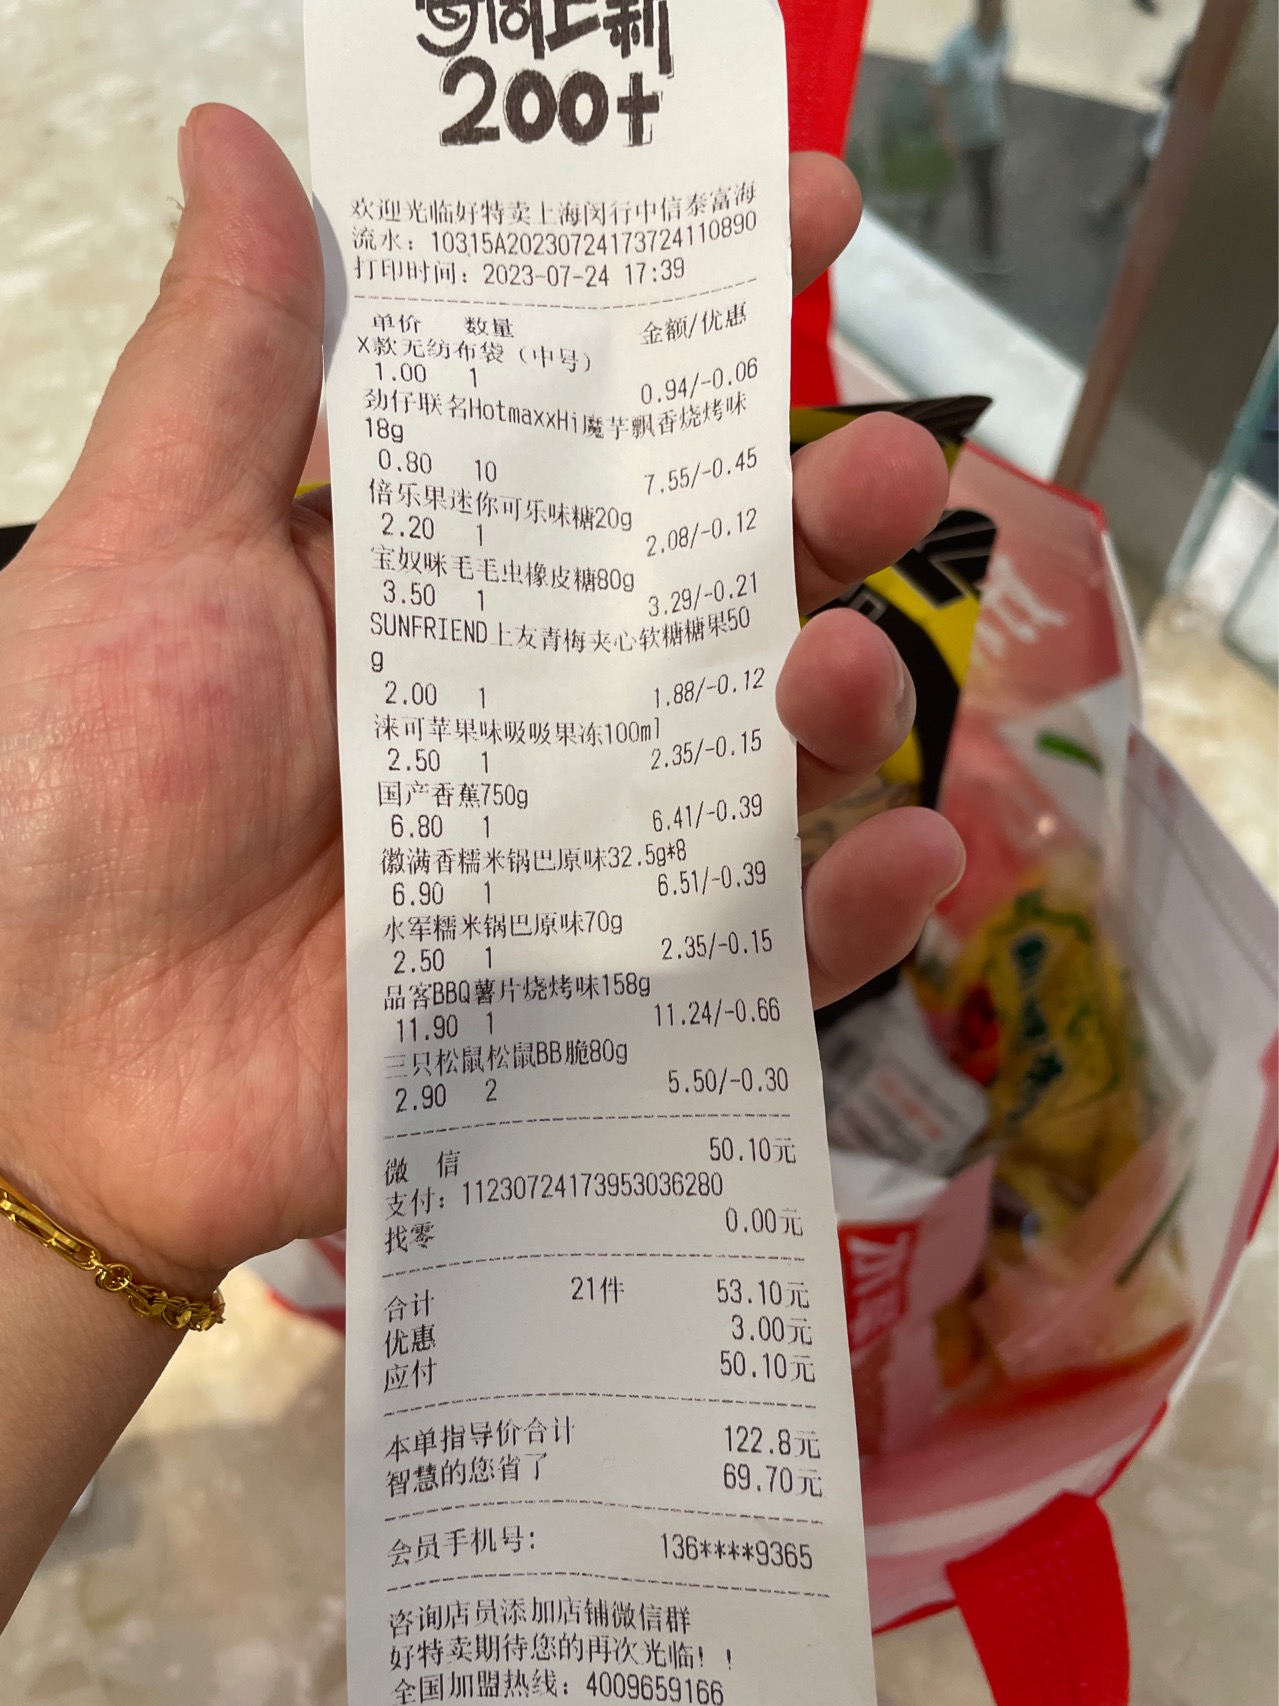 每周上新
200+
欢迎光临好特卖上海闵行中信泰富海
流水：10315A20230724173724110890
打印时间：2023-07-24 17:39
单价 数量 金额/优惠
X款无纺布袋（中号）
1.00 1 0.94/-0.06
劲仔联名HotmaxxHi魔芋飘香烧烤味
18g
0.80 10 7.55/-0.45
倍乐果迷你可乐味糖20g
2.20 1 2.08/-0.12
宝奴咪毛毛虫橡皮糖80g
3.50 1 3.29/-0.21
SUNFRIEND上友青梅夹心软糖糖果50
g
2.00 1 1.88/-0.12
涞可苹果味吸吸果冻100ml
2.50 1 2.35/-0.15
国产香蕉750g
6.80 1 6.41/-0.39
徽满香糯米锅巴原味32.5g*8
6.90 1 6.51/-0.39
水军糯米锅巴原味70g
2.50 1 2.35/-0.15
品客BBQ薯片烧烤味158g
11.90 1 11.24/-0.66
三只松鼠松鼠BB脆80g
2.90 2 5.50/-0.30
微 信 50.10元
支付：11230724173953036280
找零 0.00元
合计 21件 53.10元
优惠 3.00元
应付 50.10元
本单指导价合计 122.8元
智慧的您省了 69.70元
会员手机号： 136****9365
咨询店员添加店铺微信群
好特卖期待您的再次光临！！
全国加盟热线：4009659166